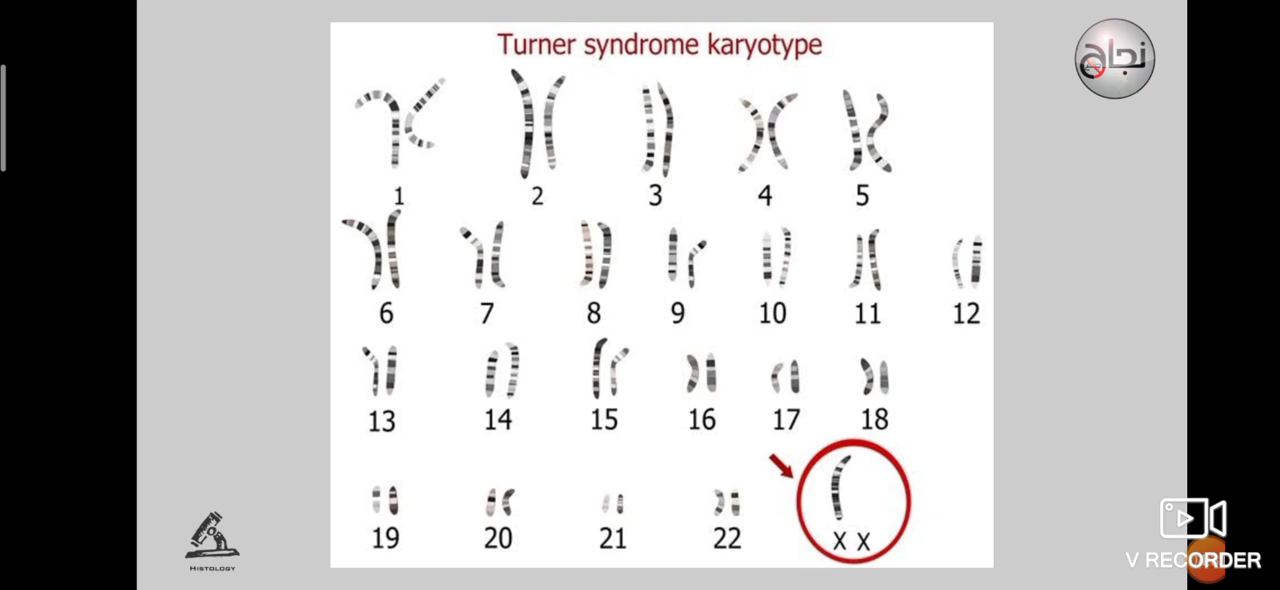 Turner syndrome karyotype
نجابة
1 2 3 4 5
6 7 8 9 10 11 12
13 14 15 16 17 18
19 20 21 22 X X
HISTOLOGY
V RECORDER